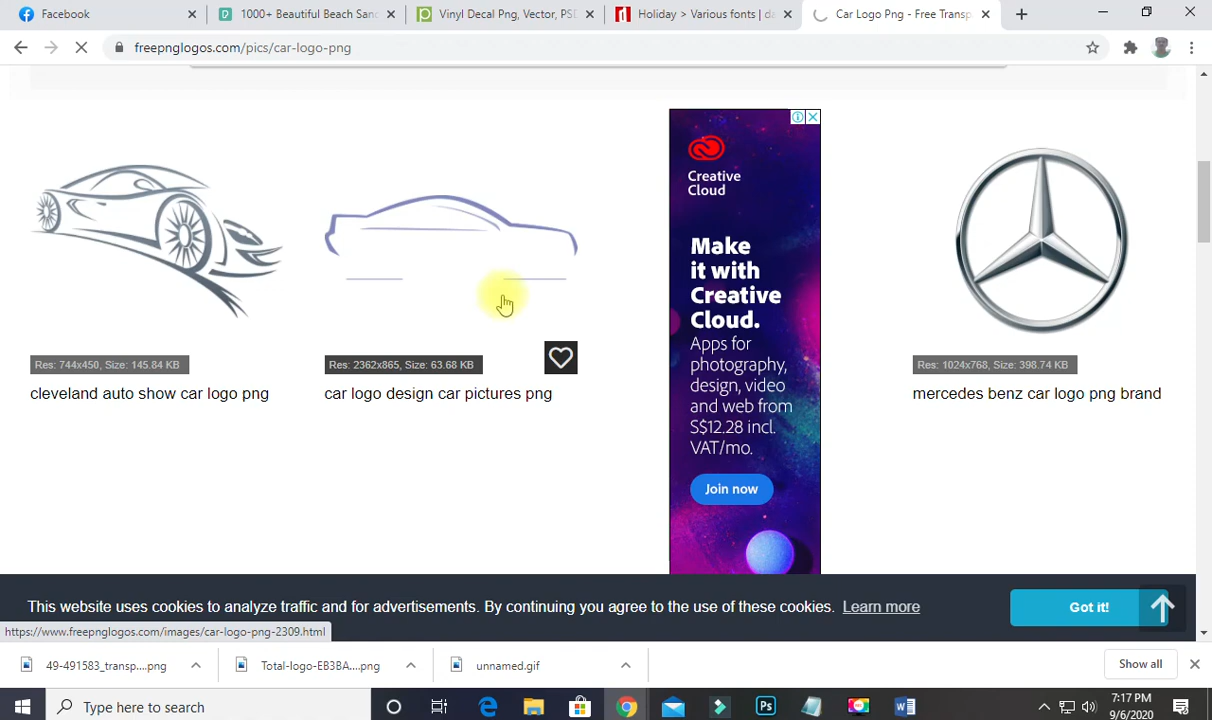 Facebook
1000+ Beautiful Beach Sand
Vinyl Decal Png, Vector, PSD
Holiday > Various fonts | da
Car Logo Png - Free Transp
freepnglogos.com/pics/car-logo-png
Creative
Cloud
Make
it with
Creative
Cloud.
Apps for
photography,
design, video
and web from
S$12.28 incl.
VAT/mo.
Join now
Res: 744x450, Size: 145.84 KB
Res: 2362x865, Size: 63.68 KB
Res: 1024x768, Size: 398.74 KB
cleveland auto show car logo png
car logo design car pictures png
mercedes benz car logo png brand
This website uses cookies to analyze traffic and for advertisements. By continuing you agree to the use of these cookies. Learn more
Got it!
https://www.freepnglogos.com/images/car-logo-png-2309.html
49-491583_transp....png
Total-logo-EB3BA....png
unnamed.gif
Show all
Type here to search
Ps
7:17 PM
9/6/2020